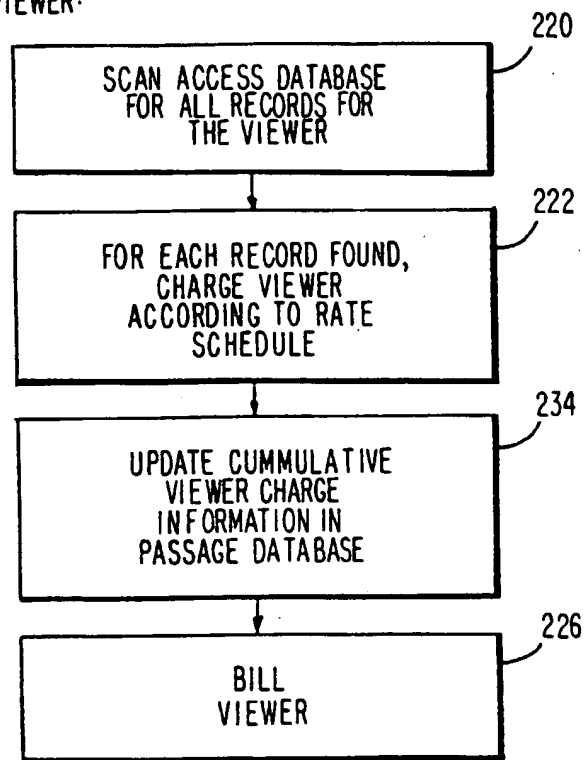 VIEWER:
220
SCAN ACCESS DATABASE
FOR ALL RECORDS FOR
THE VIEWER
222
FOR EACH RECORD FOUND,
CHARGE VIEWER
ACCORDING TO RATE
SCHEDULE
234
UPDATE CUMMULATIVE
VIEWER CHARGE
INFORMATION IN
PASSAGE DATABASE
226
BILL
VIEWER